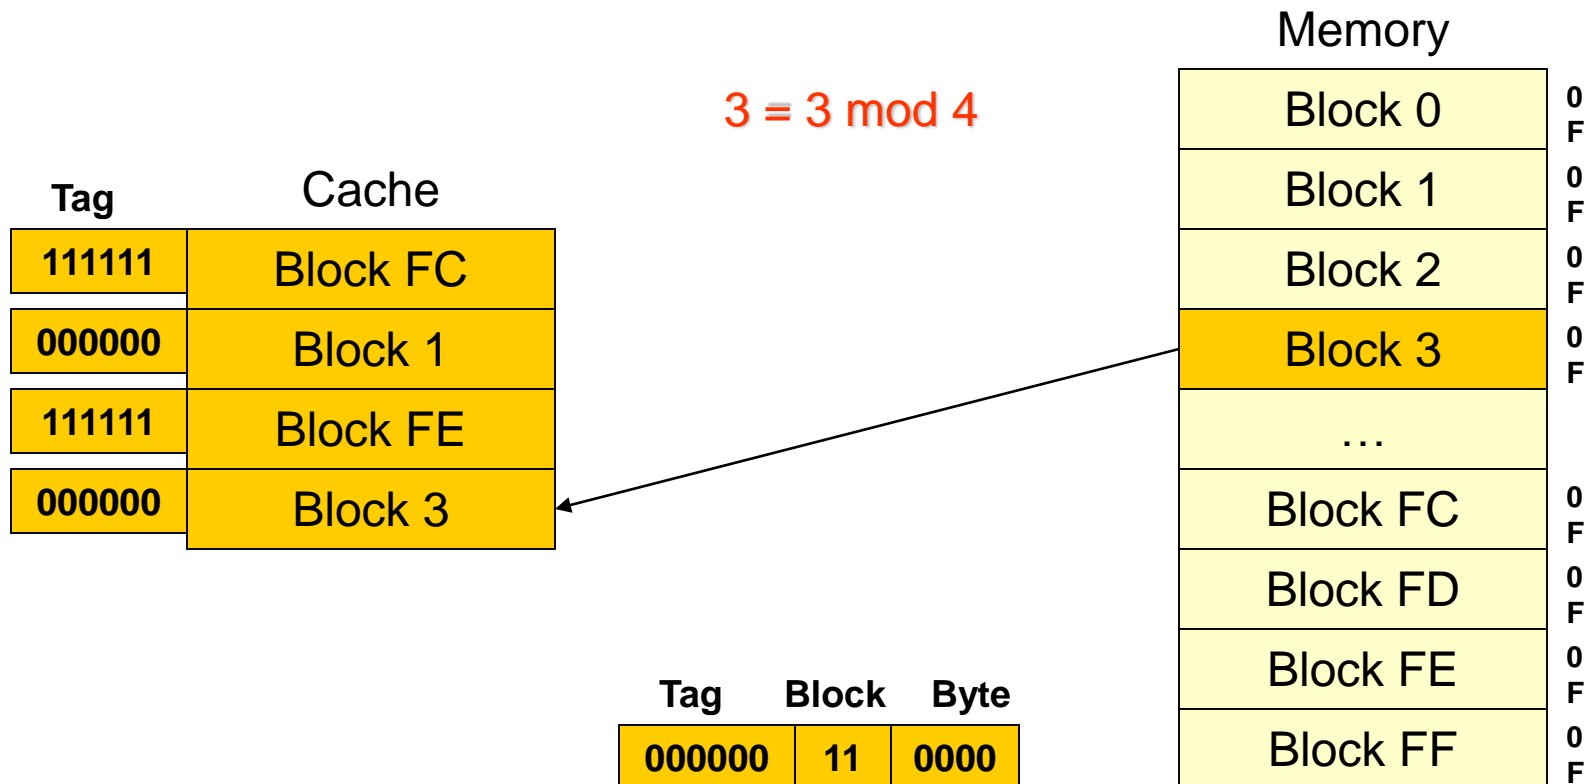 Memory
3 = 3 mod 4
Tag Cache
111111 Block FC
000000 Block 1
111111 Block FE
000000 Block 3
Block 0 0
F
Block 1 0
F
Block 2 0
F
Block 3 0
F
…
Block FC 0
F
Block FD 0
F
Block FE 0
F
Block FF 0
F
Tag Block Byte
000000 11 0000